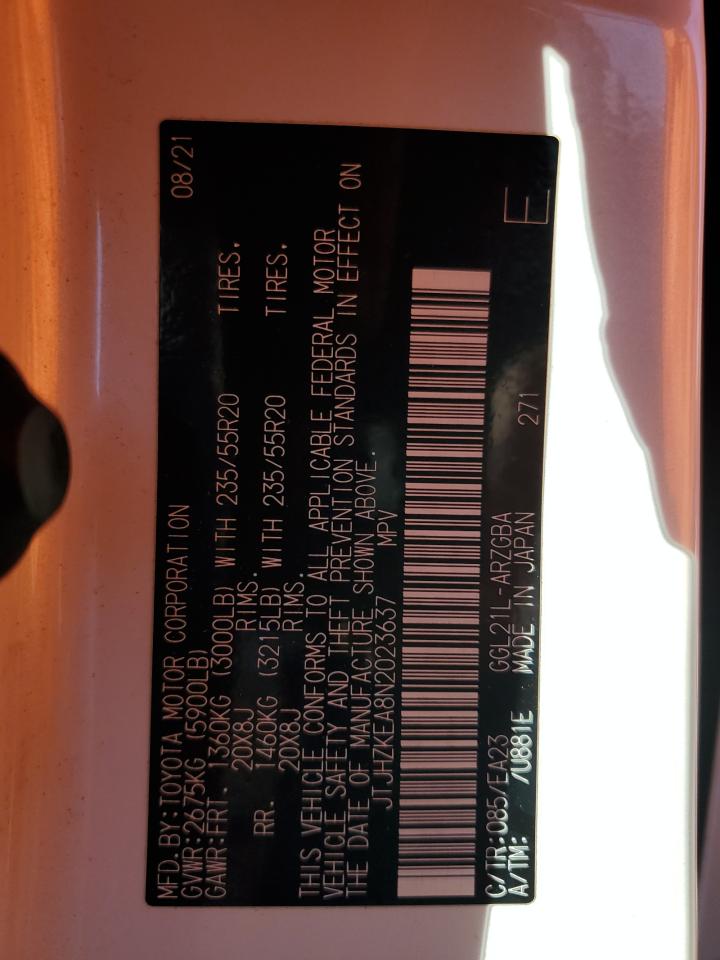 MFD. BY: TOYOTA MOTOR CORPORATION 08/21
GVWR: 2675KG (5900LB)
GAWR: FRT. 1360KG (3000LB) WITH 235/55R20 TIRES.
20X8J RIMS.
RR. 1460KG (3215LB) WITH 235/55R20 TIRES.
20X8J RIMS.
THIS VEHICLE CONFORMS TO ALL APPLICABLE FEDERAL MOTOR
VEHICLE SAFETY AND THEFT PREVENTION STANDARDS IN EFFECT ON
THE DATE OF MANUFACTURE SHOWN ABOVE.
JTJHZKEA8N2023637 MPV
C/TR: 085/EA23 GGL21L-ARZGBA
A/TM: /U881E MADE IN JAPAN 271 E